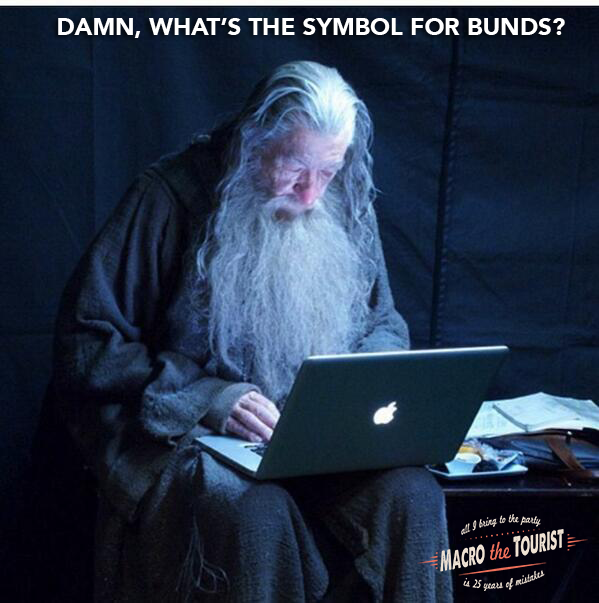 DAMN, WHAT'S THE SYMBOL FOR BUNDS?
all I bring to the party
MACRO the TOURIST
is 25 years of mistakes